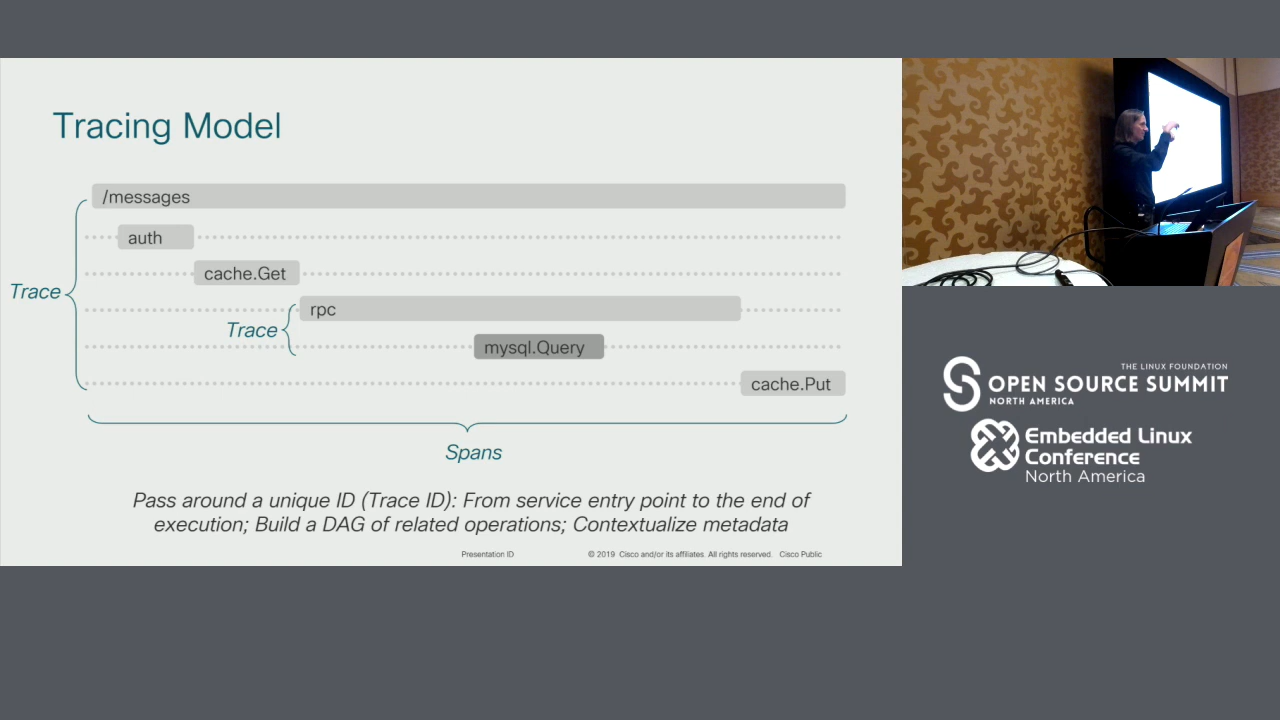 Tracing Model
/messages
auth
cache.Get
Trace
rpc
Trace
mysql.Query
cache.Put
Spans
Pass around a unique ID (Trace ID): From service entry point to the end of
execution; Build a DAG of related operations; Contextualize metadata
Presentation ID
© 2019 Cisco and/or its affiliates. All rights reserved. Cisco Public
THE LINUX FOUNDATION
OPEN SOURCE SUMMIT
NORTH AMERICA
Embedded Linux
Conference
North America